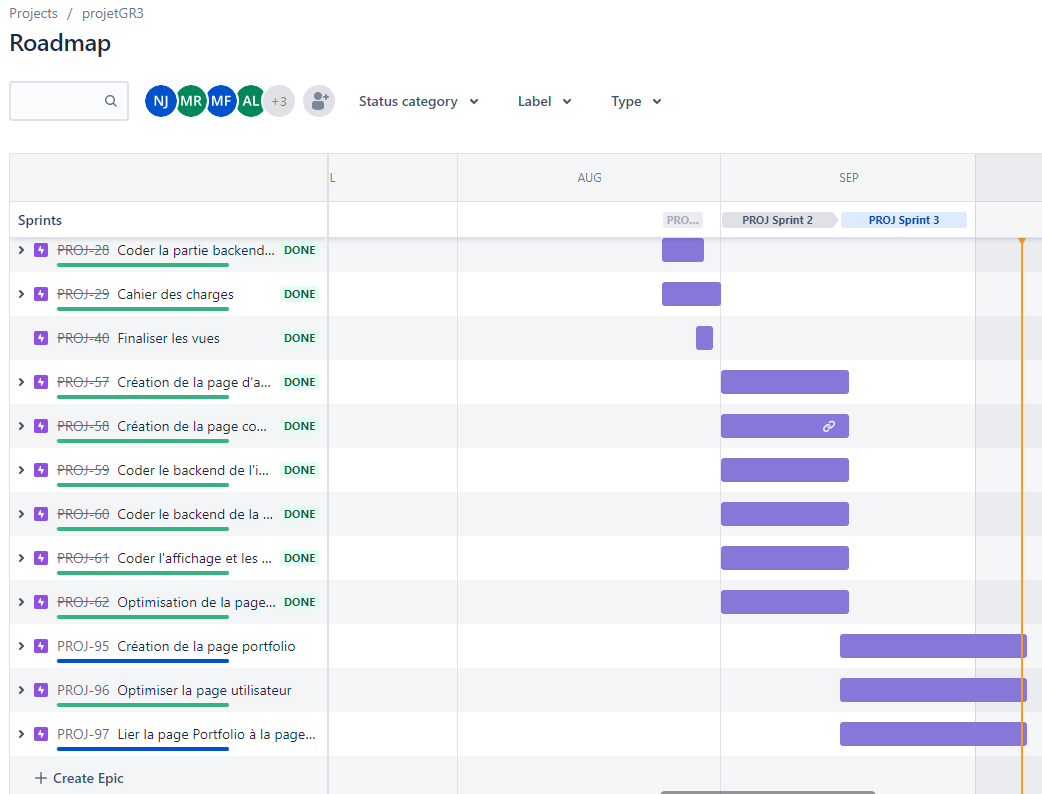 Projects / projetGR3
Roadmap
NJ MR MF AL +3 Status category Label Type
L AUG SEP
Sprints PRO... PROJ Sprint 2 PROJ Sprint 3
PROJ-28 Coder la partie backend... DONE
PROJ-29 Cahier des charges DONE
PROJ-40 Finaliser les vues DONE
PROJ-57 Création de la page d'a... DONE
PROJ-58 Création de la page co... DONE
PROJ-59 Coder le backend de l'i... DONE
PROJ-60 Coder le backend de la ... DONE
PROJ-61 Coder l'affichage et les ... DONE
PROJ-62 Optimisation de la page... DONE
PROJ-95 Création de la page portfolio
PROJ-96 Optimiser la page utilisateur
PROJ-97 Lier la page Portfolio à la page...
+ Create Epic